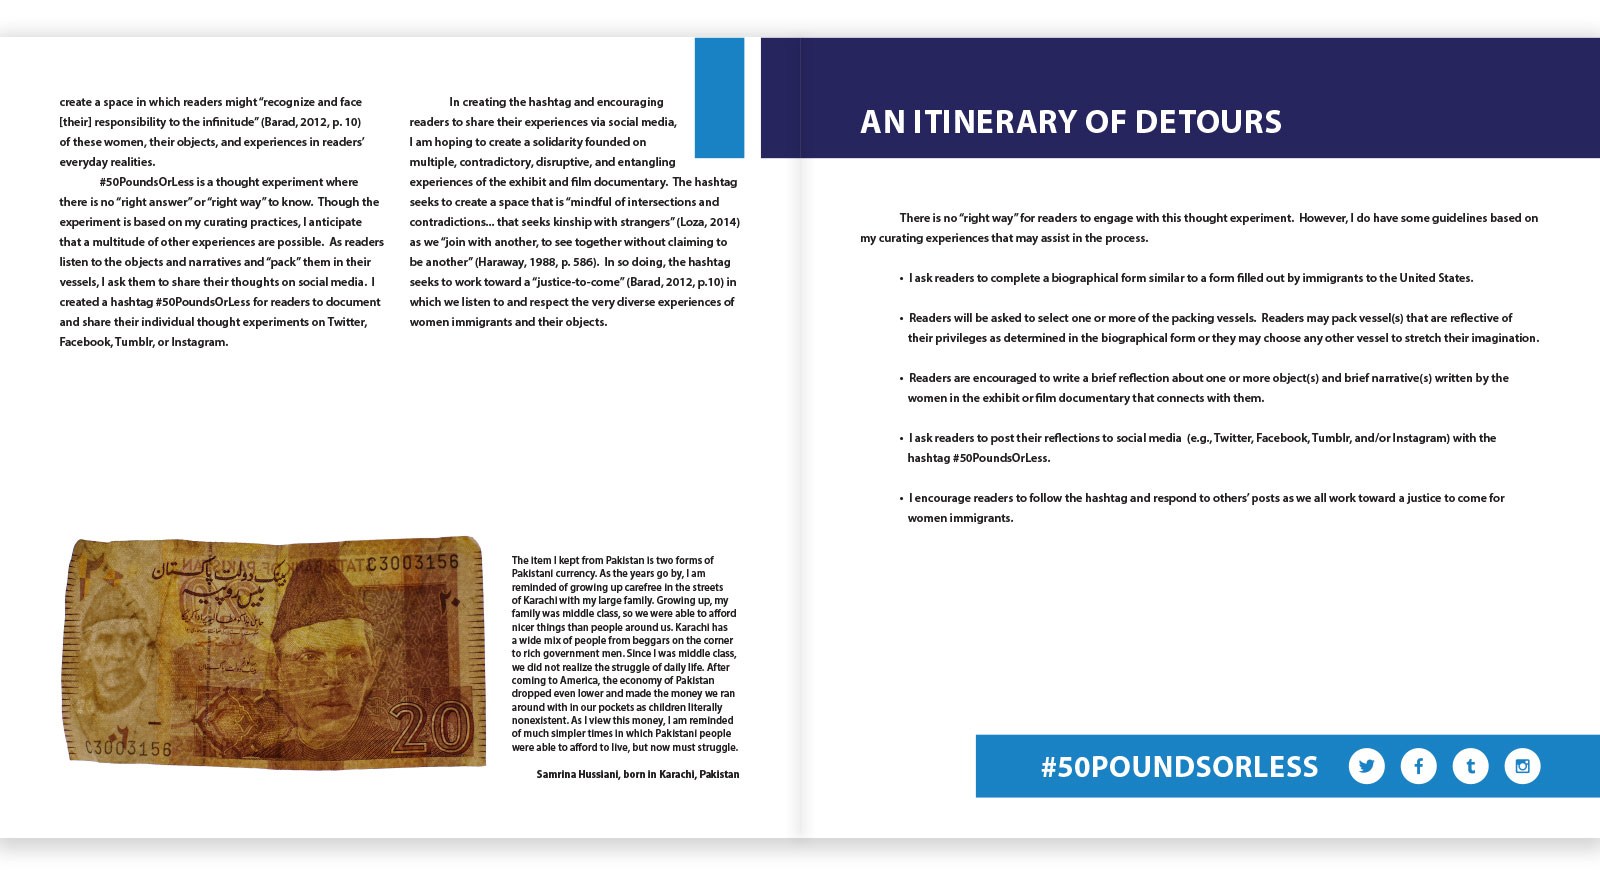 create a space in which readers might “recognize and face
[their] responsibility to the infinitude” (Barad, 2012, p. 10)
of these women, their objects, and experiences in readers’
everyday realities.
#50PoundsOrLess is a thought experiment where
there is no “right answer” or “right way” to know.  Though the
experiment is based on my curating practices, I anticipate
that a multitude of other experiences are possible.  As readers
listen to the objects and narratives and “pack” them in their
vessels, I ask them to share their thoughts on social media.  I
created a hashtag #50PoundsOrLess for readers to document
and share their individual thought experiments on Twitter,
Facebook, Tumblr, or Instagram.
In creating the hashtag and encouraging
readers to share their experiences via social media,
I am hoping to create a solidarity founded on
multiple, contradictory, disruptive, and entangling
experiences of the exhibit and film documentary.  The hashtag
seeks to create a space that is “mindful of intersections and
contradictions... that seeks kinship with strangers” (Loza, 2014)
as we “join with another, to see together without claiming to
be another” (Haraway, 1988, p. 586).  In so doing, the hashtag
seeks to work toward a “justice-to-come” (Barad, 2012, p.10) in
which we listen to and respect the very diverse experiences of
women immigrants and their objects.
بینک دولت پاکستان
C3003156
بیس روپیہ
۲۰
20
C3003156
The item I kept from Pakistan is two forms of
Pakistani currency. As the years go by, I am
reminded of growing up carefree in the streets
of Karachi with my large family. Growing up, my
family was middle class, so we were able to afford
nicer things than people around us. Karachi has
a wide mix of people from beggars on the corner
to rich government men. Since I was middle class,
we did not realize the struggle of daily life. After
coming to America, the economy of Pakistan
dropped even lower and made the money we ran
around with in our pockets as children literally
nonexistent. As I view this money, I am reminded
of much simpler times in which Pakistani people
were able to afford to live, but now must struggle.
Samrina Hussiani, born in Karachi, Pakistan
AN ITINERARY OF DETOURS
There is no “right way” for readers to engage with this thought experiment.  However, I do have some guidelines based on
my curating experiences that may assist in the process.
• I ask readers to complete a biographical form similar to a form filled out by immigrants to the United States.
• Readers will be asked to select one or more of the packing vessels.  Readers may pack vessel(s) that are reflective of
their privileges as determined in the biographical form or they may choose any other vessel to stretch their imagination.
• Readers are encouraged to write a brief reflection about one or more object(s) and brief narrative(s) written by the
women in the exhibit or film documentary that connects with them.
• I ask readers to post their reflections to social media  (e.g., Twitter, Facebook, Tumblr, and/or Instagram) with the
hashtag #50PoundsOrLess.
• I encourage readers to follow the hashtag and respond to others’ posts as we all work toward a justice to come for
women immigrants.
#50POUNDSORLESS